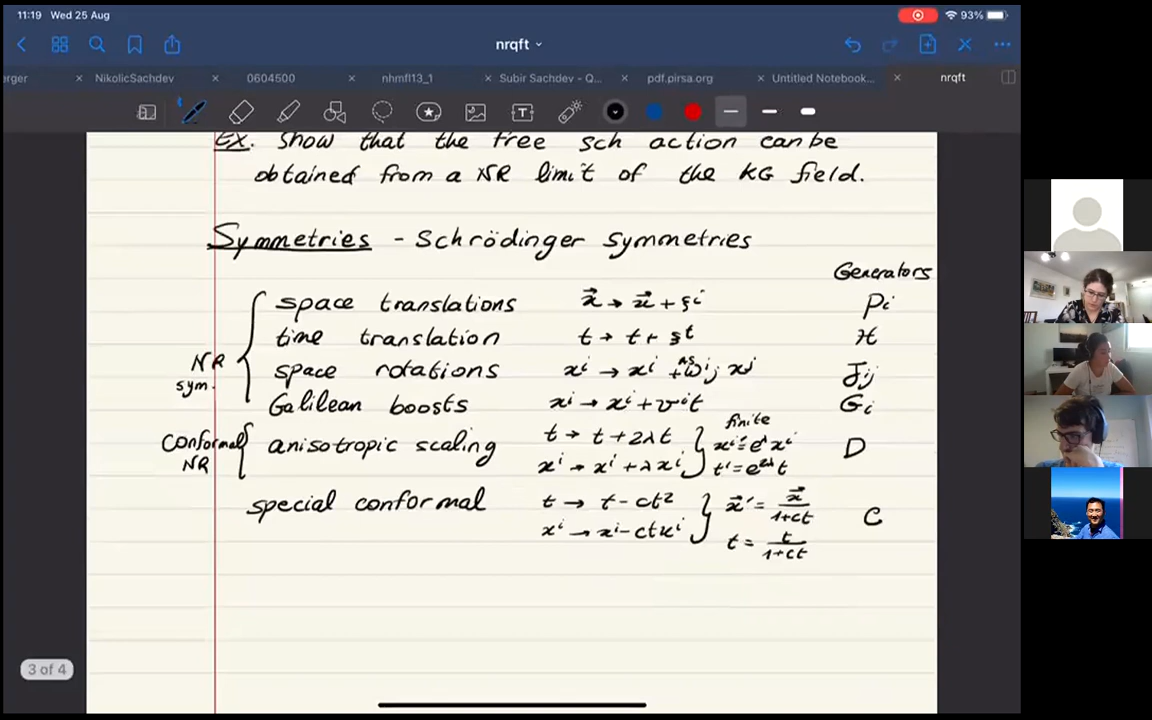 11:19 Wed 25 Aug
93%
nrqft
erger
NikolicSachdev
0604500
nhmfl13_1
Subir Sachdev - Q...
pdf.pirsa.org
Untitled Notebook...
nrqft
Ex. Show that the free sch action can be
obtained from a NR limit of the KG field.
Symmetries - Schrödinger symmetries
Generators
NR sym.
space translations x⃗ → x⃗ + ξⁱ Pi
time translation t → t + ξᵗ H
space rotations xⁱ → xⁱ + ωⁱj xʲ AS Jij
Galilean boosts xⁱ → xⁱ + vⁱt Gi
Conformal NR
anisotropic scaling t → t + 2λt finite D
xⁱ → xⁱ + λxⁱ xⁱ' = e^λ xⁱ
t' = e^2λ t
special conformal t → t - ct² x⃗' = x⃗/1+ct C
xⁱ → xⁱ - ctxⁱ t = t/1+ct
3 of 4